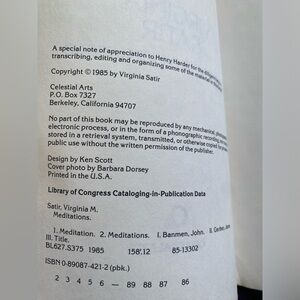 A special note of appreciation to Henry Harder for the diligence
transcribing, editing and organizing some of the material
Copyright © 1985 by Virginia Satir
Celestial Arts
P.O. Box 7327
Berkeley, California 94707
No part of this book may be reproduced by any mechanical,
electronic process, or in the form of a phonographic recording,
stored in a retrieval system, transmitted, or otherwise copied for
public use without the written permission of the publisher.
Design by Ken Scott
Cover photo by Barbara Dorsey
Printed in the U.S.A.
Library of Congress Cataloging-in-Publication Data
Satir, Virginia M.
Meditations.
1. Meditation. 2. Meditations. I. Banmen, John. II.
III. Title.
BL627.S375 1985 158'.12 85-13302
ISBN 0-89087-421-2 (pbk.)
2 3 4 5 6 — 89 88 87 86